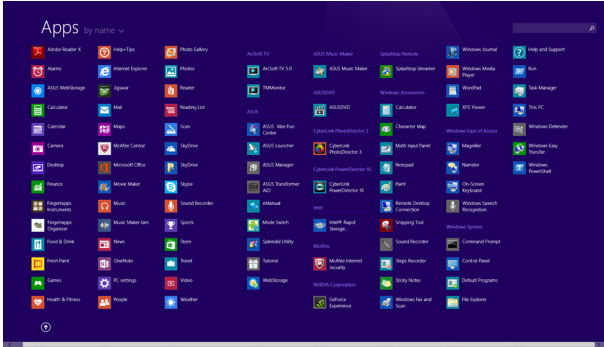 Apps by name
Adobe Reader X
Alarms
ASUS WebStorage
Calculator
Calendar
Camera
Desktop
Finance
Fingertapps
Instruments
Fingertapps
Organizer
Food & Drink
Fresh Paint
Games
Health & Fitness
Help+Tips
Internet Explorer
Jigswar
Mail
Maps
McAfee Central
Microsoft Office
Movie Maker
Music
Music Maker Jam
News
OneNote
PC settings
People
Photo Gallery
Photos
Reader
Reading List
Scan
SkyDrive
SkyDrive
Skype
Sound Recorder
Sports
Store
Travel
Video
Weather
ArcSoft TV
ArcSoft TV 5.0
TMMonitor
ASUS
ASUS Vibe Fun
Center
ASUS Launcher
ASUS Manager
ASUS Transformer
AiO
eManual
Mode Switch
Splendid Utility
Tutorial
WebStorage
ASUS Music Maker
ASUS Music Maker
ASUSDVD
ASUSDVD
CyberLink PhotoDirector 3
CyberLink
PhotoDirector 3
CyberLink PowerDirector 10
CyberLink
PowerDirector 10
Intel
Intel® Rapid
Storage...
McAfee
McAfee Internet
Security
NVIDIA Corporation
GeForce
Experience
Splashtop Remote
Splashtop Streamer
Windows Accessories
Calculator
Character Map
Math Input Panel
Notepad
Paint
Remote Desktop
Connection
Snipping Tool
Sound Recorder
Steps Recorder
Sticky Notes
Windows Fax and
Scan
Windows Journal
Windows Media
Player
WordPad
XPS Viewer
Windows Ease of Access
Magnifier
Narrator
On-Screen
Keyboard
Windows Speech
Recognition
Windows System
Command Prompt
Control Panel
Default Programs
File Explorer
Help and Support
Run
Task Manager
This PC
Windows Defender
Windows Easy
Transfer
Windows
PowerShell